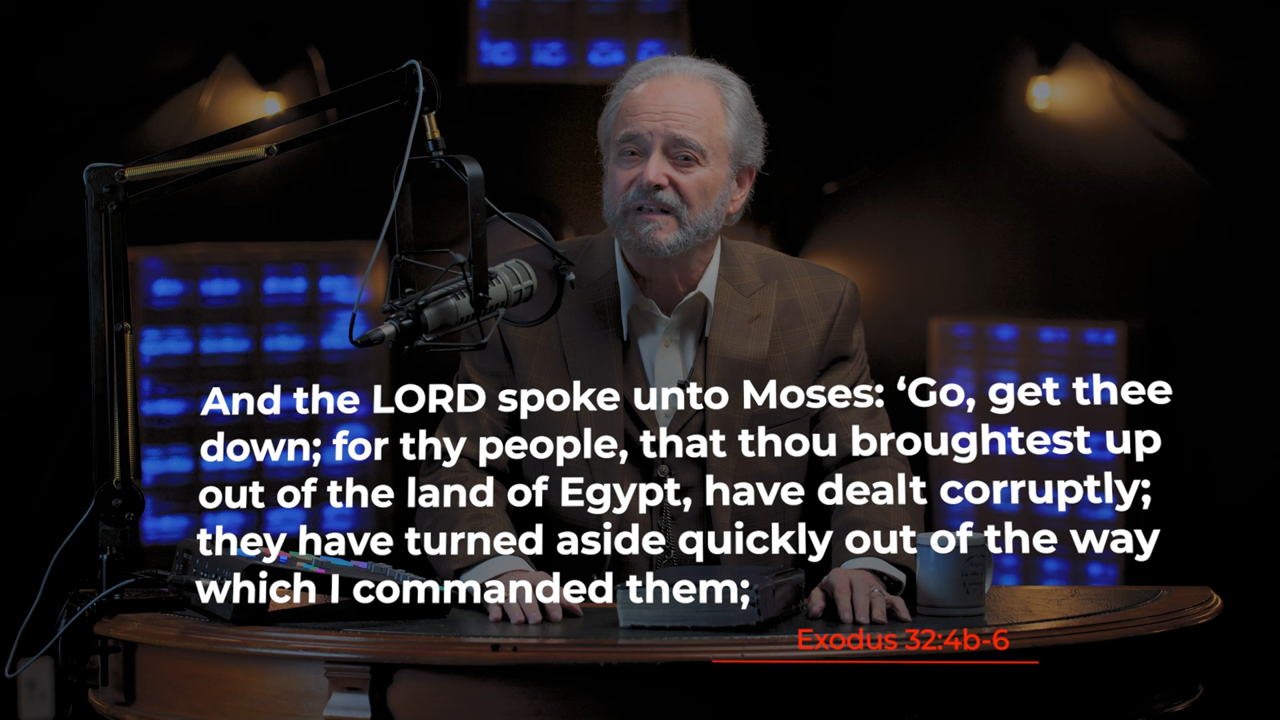 And the LORD spoke unto Moses: ‘Go, get thee
down; for thy people, that thou broughtest up
out of the land of Egypt, have dealt corruptly;
they have turned aside quickly out of the way
which I commanded them;
Exodus 32:4b-6